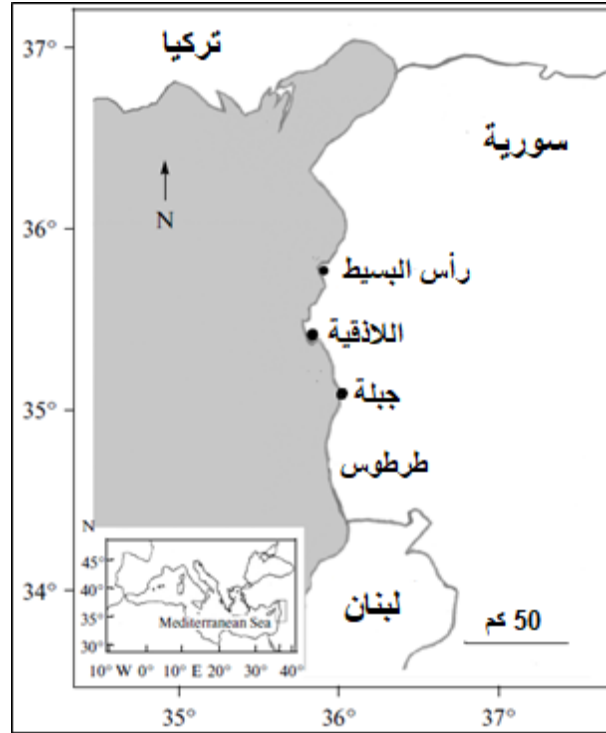 37°
تركيا
سورية
N
36°
رأس البسيط
اللاذقية
جبلة
35°
طرطوس
N
45°
40°
35°
30°
Mediterranean Sea
10° W 0° 10° E 20° 30° 40°
34°
لبنان
50 كم
35° 36° 37°